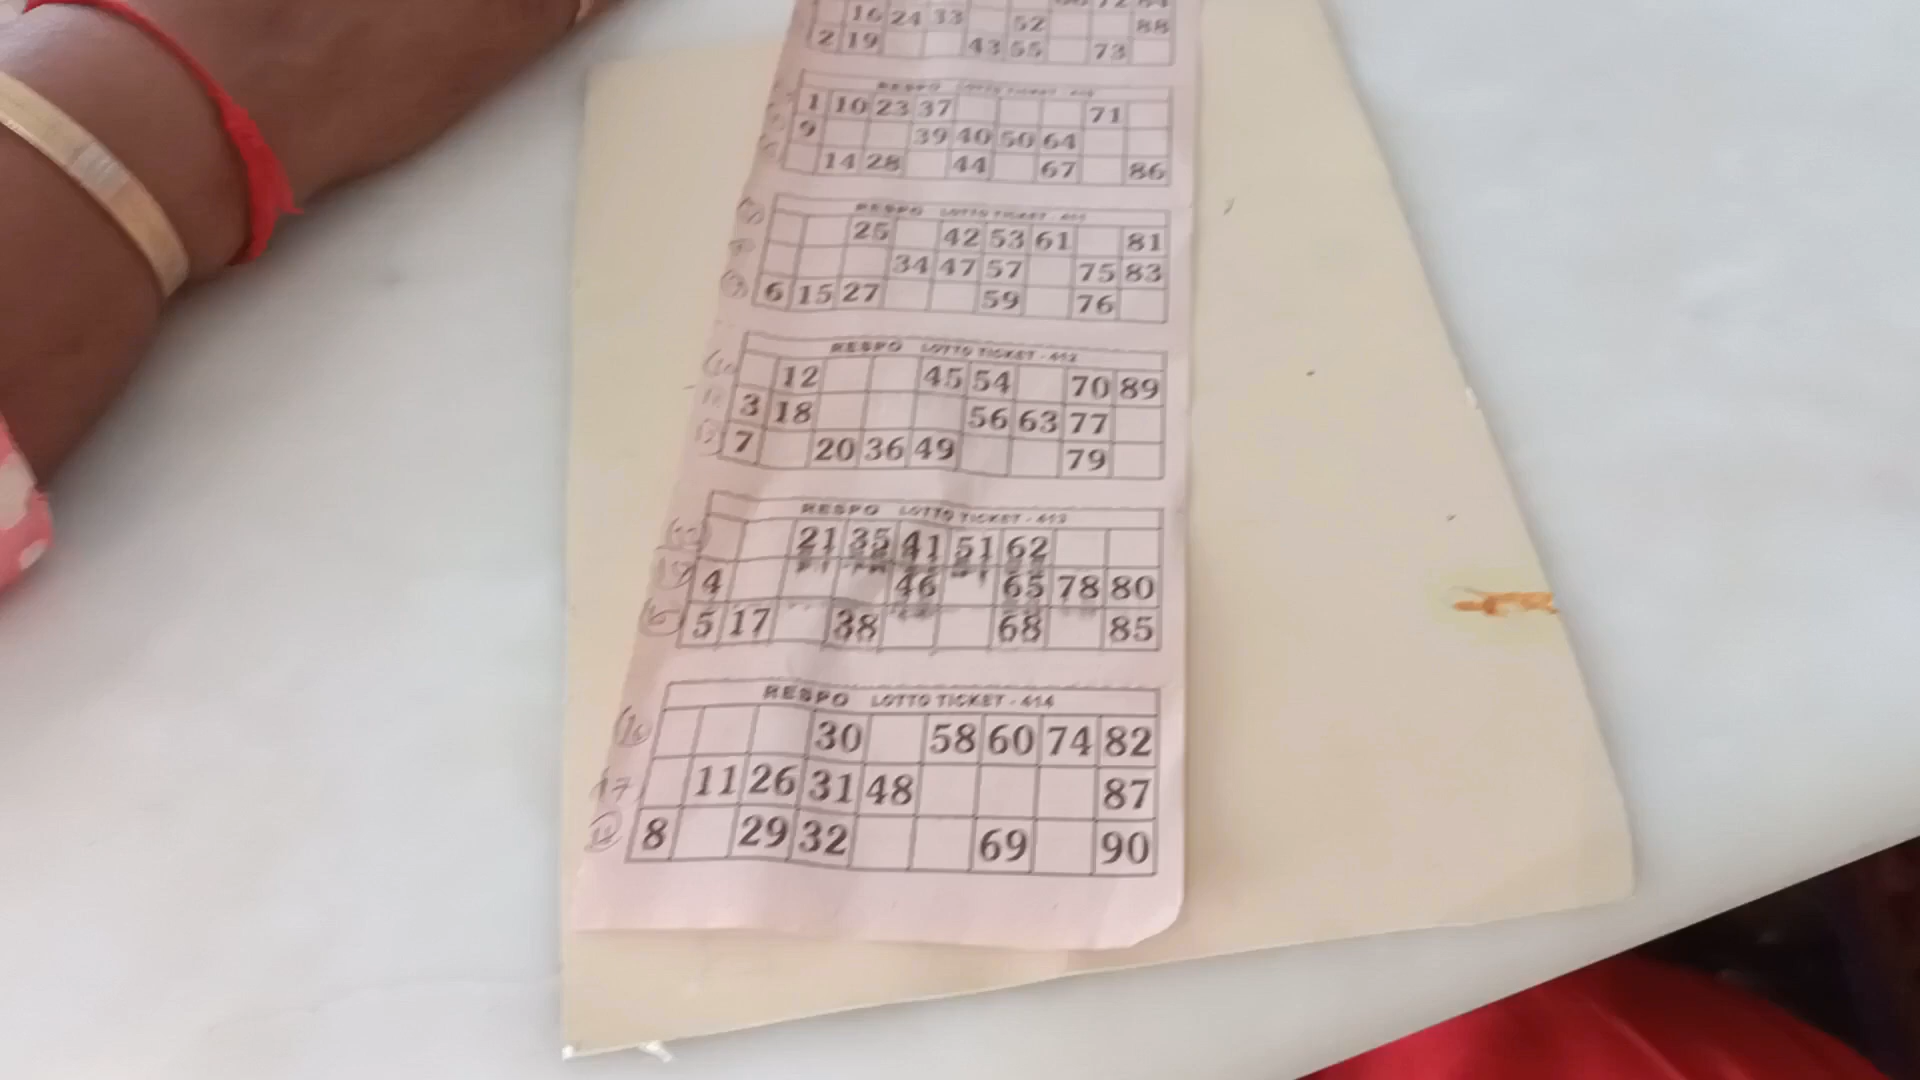 72 84
16 24 33 52 88
2 19 43 55 73
RESPO LOTTO TICKET - 410
1 10 23 37 71
9 39 40 50 64
14 28 44 67 86
RESPO LOTTO TICKET - 411
25 42 53 61 81
34 47 57 75 83
6 15 27 59 76
RESPO LOTTO TICKET - 412
12 45 54 70 89
3 18 56 63 77
7 20 36 49 79
RESPO LOTTO TICKET - 413
21 35 41 51 62
4 46 65 78 80
5 17 38 68 85
RESPO LOTTO TICKET - 414
30 58 60 74 82
17 11 26 31 48 87
8 29 32 69 90